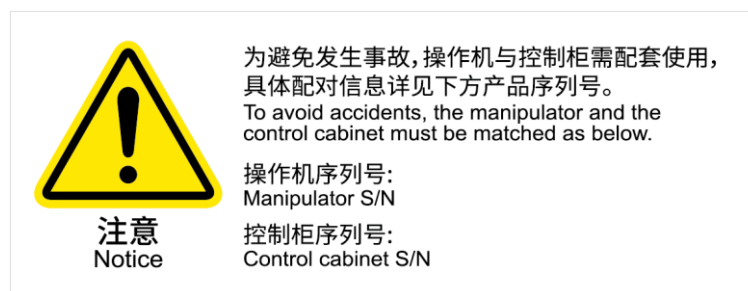 为避免发生事故，操作机与控制柜需配套使用，
具体配对信息详见下方产品序列号。
To avoid accidents, the manipulator and the
control cabinet must be matched as below.
操作机序列号:
Manipulator S/N
控制柜序列号:
Control cabinet S/N
注意
Notice